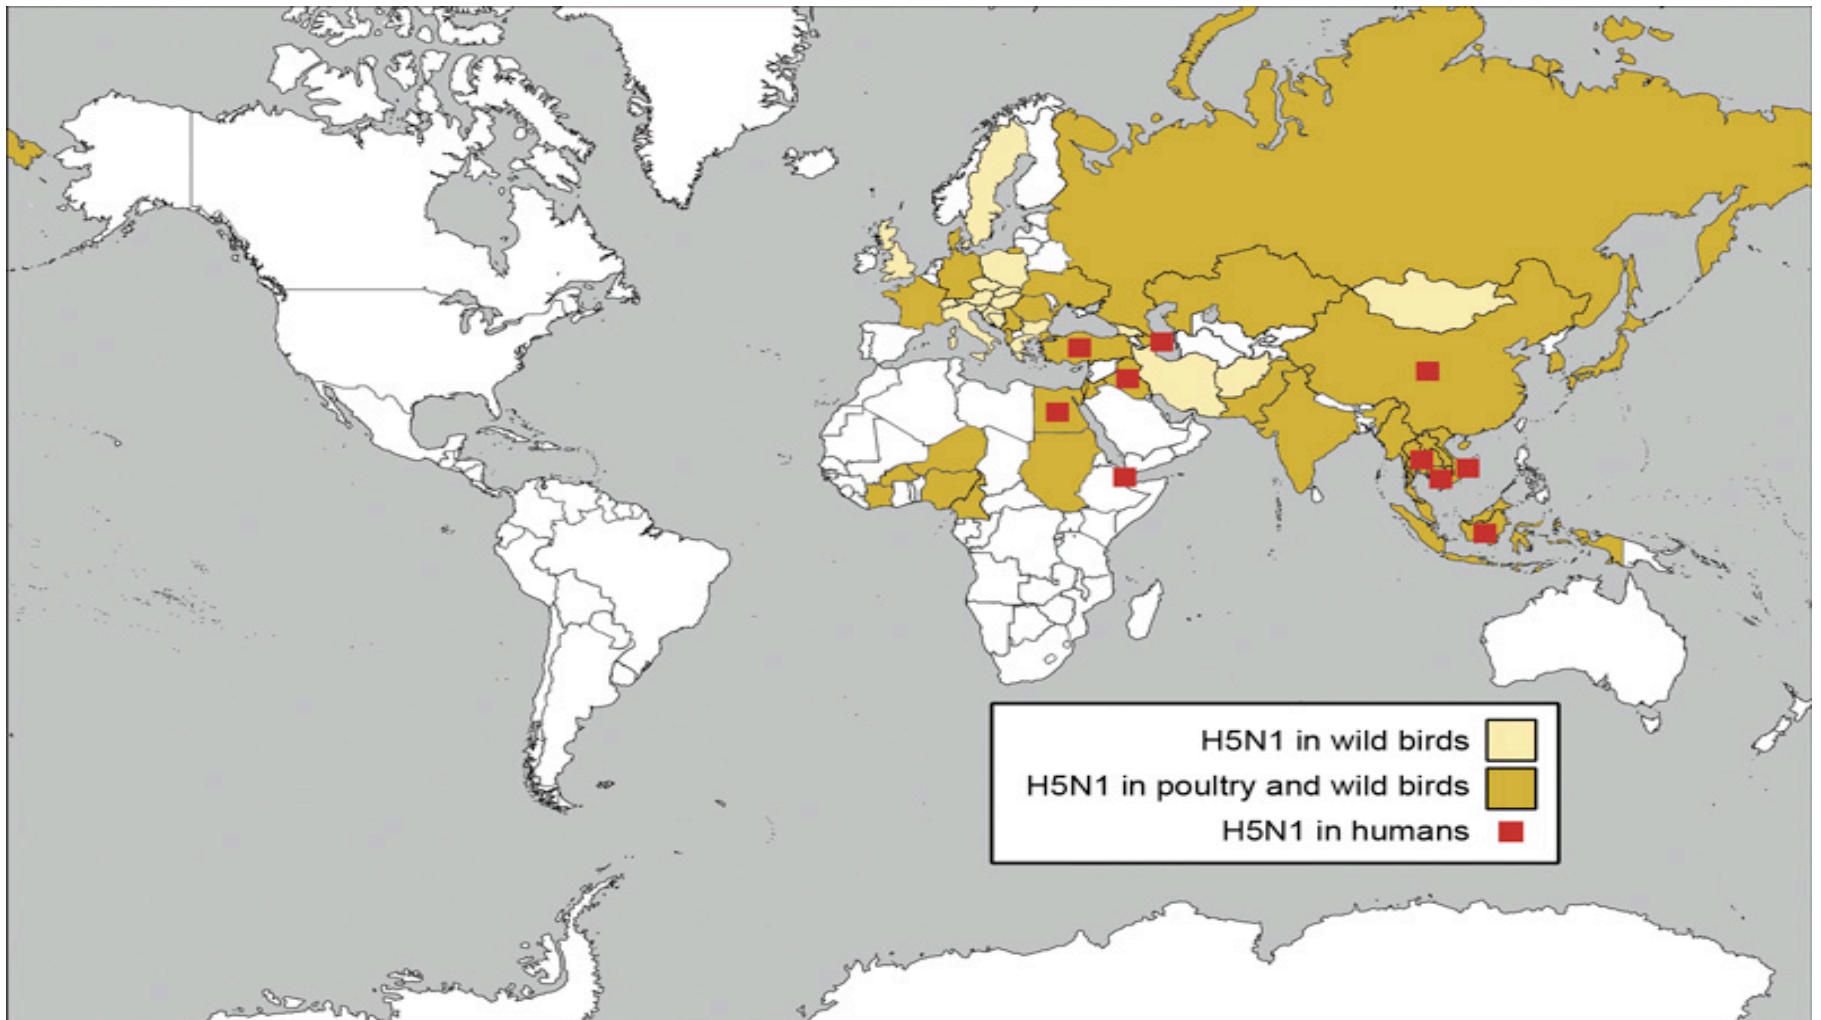 H5N1 in wild birds
H5N1 in poultry and wild birds
H5N1 in humans